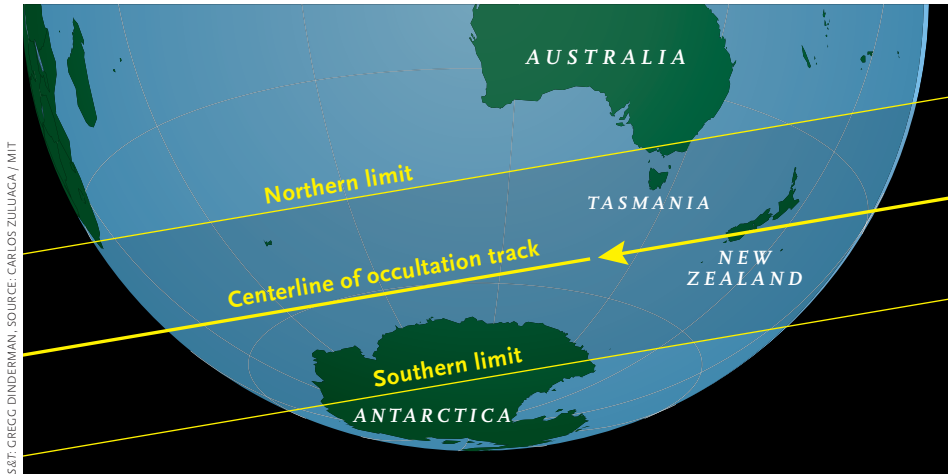 AUSTRALIA
Northern limit
TASMANIA
Centerline of occultation track
NEW
ZEALAND
Southern limit
ANTARCTICA
S&T: GREGG DINDERMAN, SOURCE: CARLOS ZULUAGA / MIT